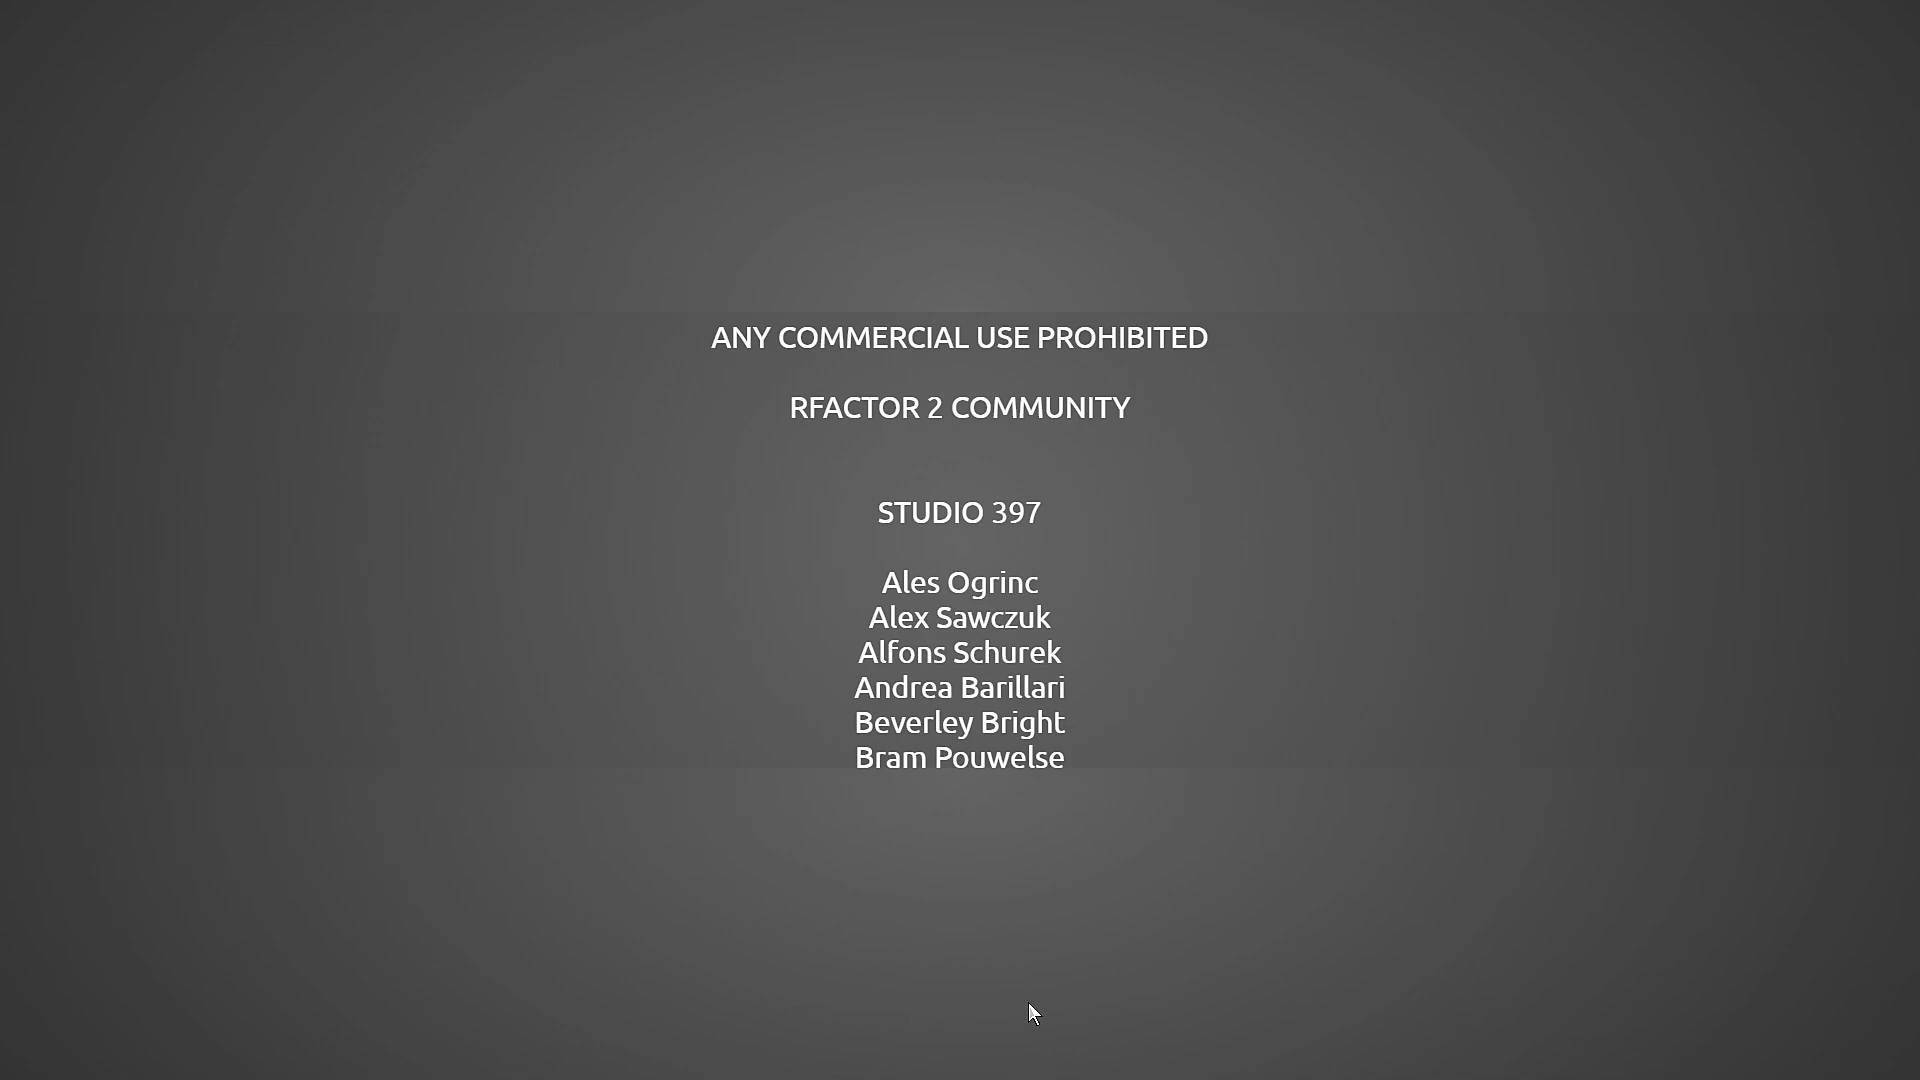 ANY COMMERCIAL USE PROHIBITED
RFACTOR 2 COMMUNITY
STUDIO 397
Ales Ogrinc
Alex Sawczuk
Alfons Schurek
Andrea Barillari
Beverley Bright
Bram Pouwelse